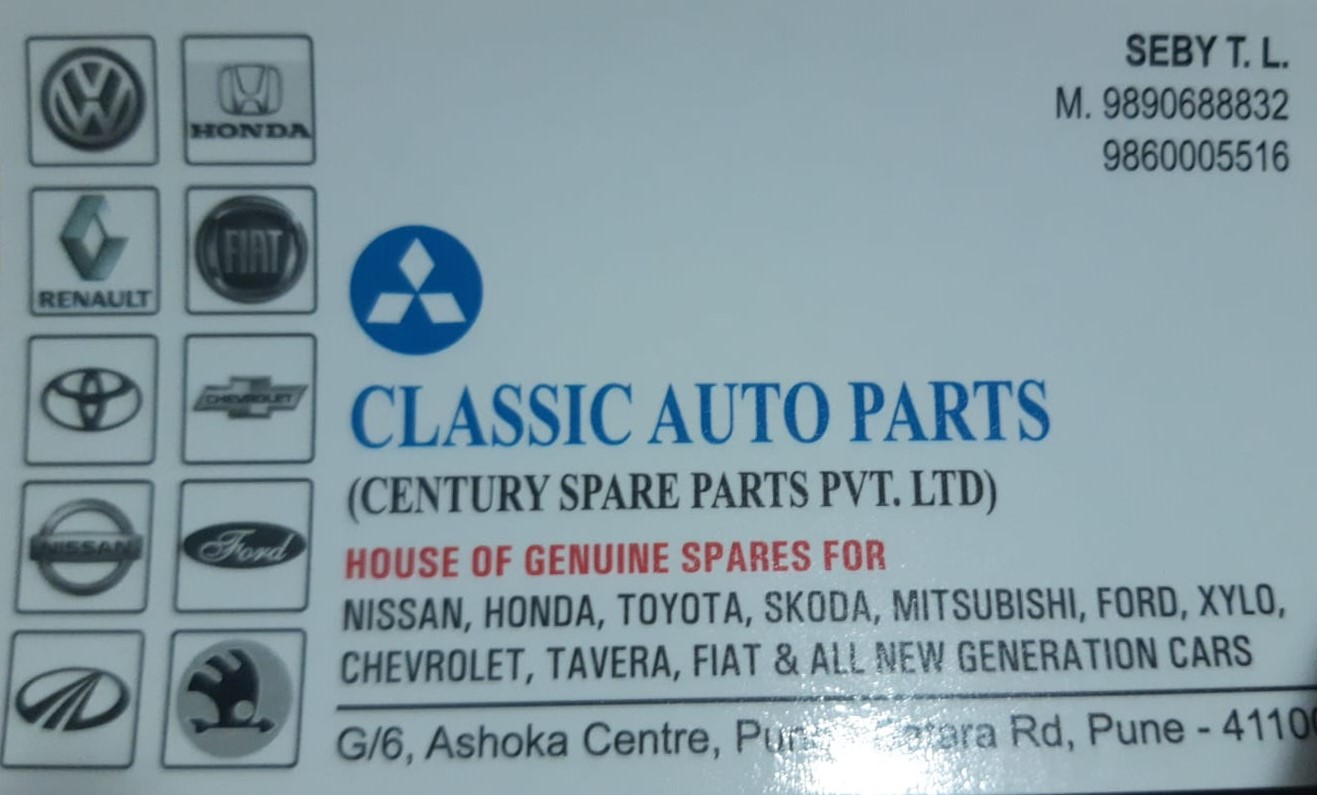 HONDA
RENAULT
FIAT
CHEVROLET
NISSAN
Ford
SEBY T. L.
M. 9890688832
9860005516
CLASSIC AUTO PARTS
(CENTURY SPARE PARTS PVT. LTD)
HOUSE OF GENUINE SPARES FOR
NISSAN, HONDA, TOYOTA, SKODA, MITSUBISHI, FORD, XYLO,
CHEVROLET, TAVERA, FIAT & ALL NEW GENERATION CARS
G/6, Ashoka Centre, Rd, Pune -